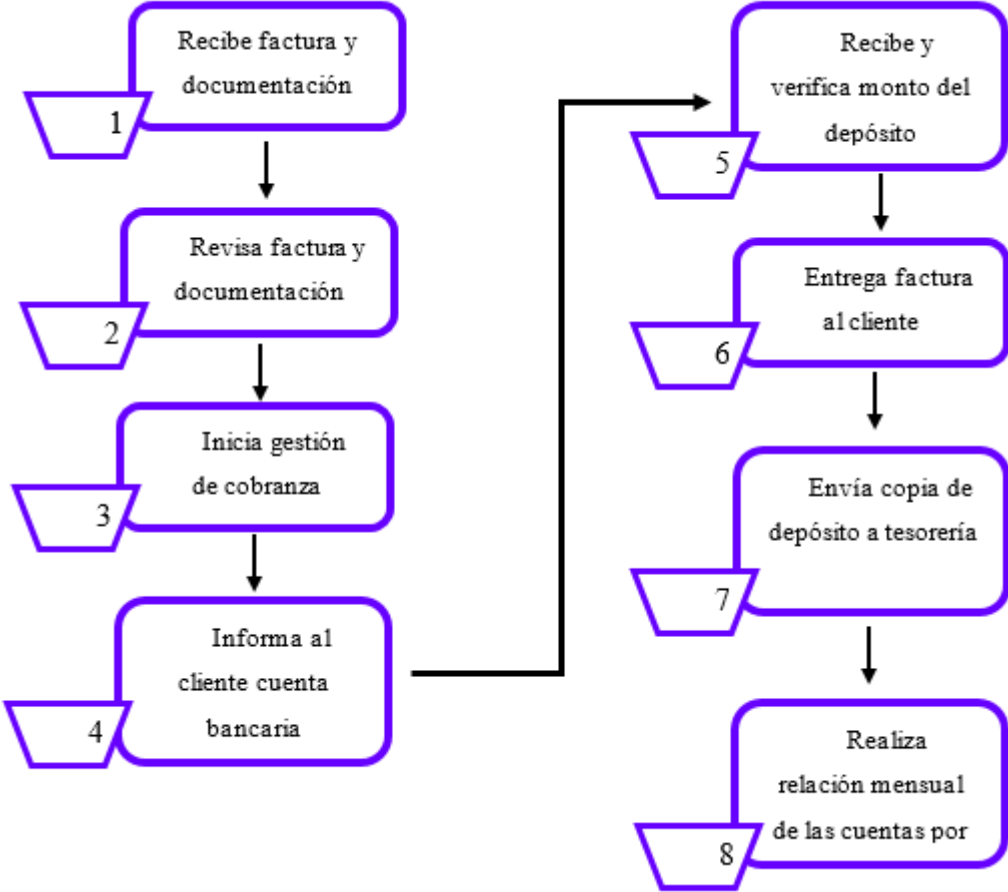 Recibe factura y
documentación
1
Revisa factura y
documentación
2
Inicia gestión
de cobranza
3
Informa al
cliente cuenta
bancaria
4
Recibe y
verifica monto del
depósito
5
Entrega factura
al cliente
6
Envía copia de
depósito a tesorería
7
Realiza
relación mensual
de las cuentas por
8